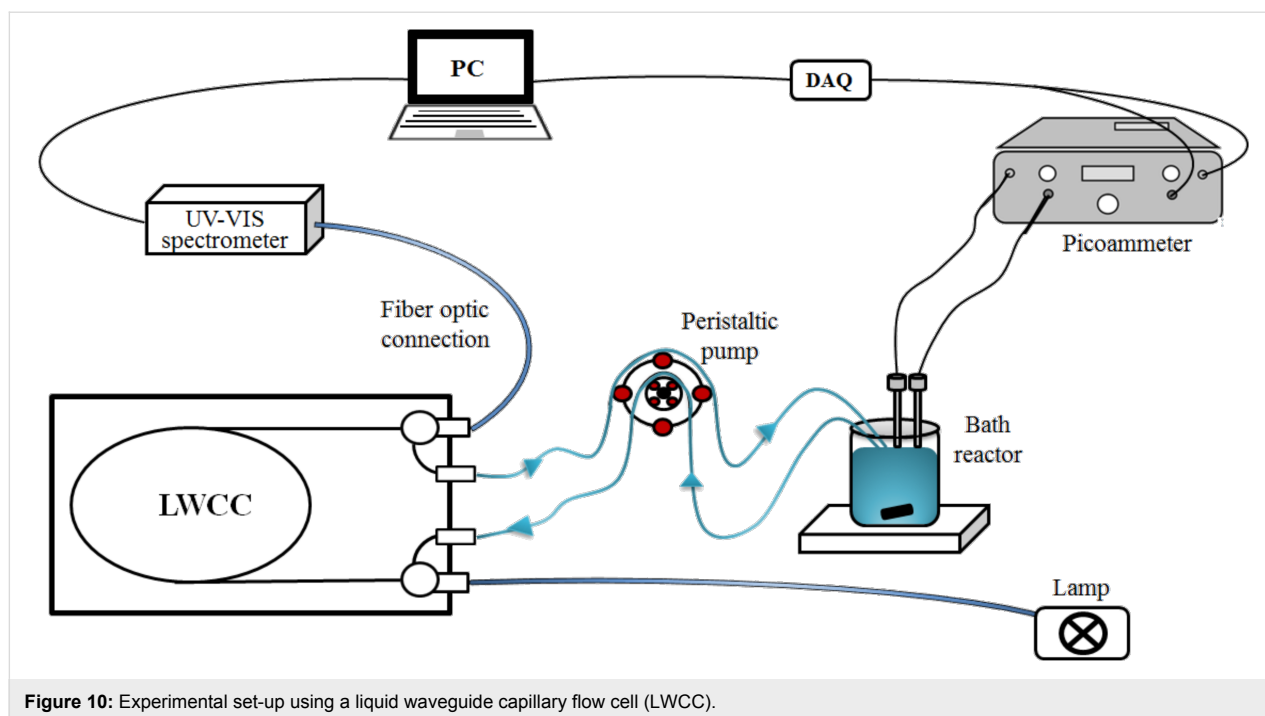 PC
DAQ
UV-VIS
spectrometer
Picoammeter
Fiber optic
connection
Peristaltic
pump
Bath
reactor
LWCC
Lamp
Figure 10: Experimental set-up using a liquid waveguide capillary flow cell (LWCC).